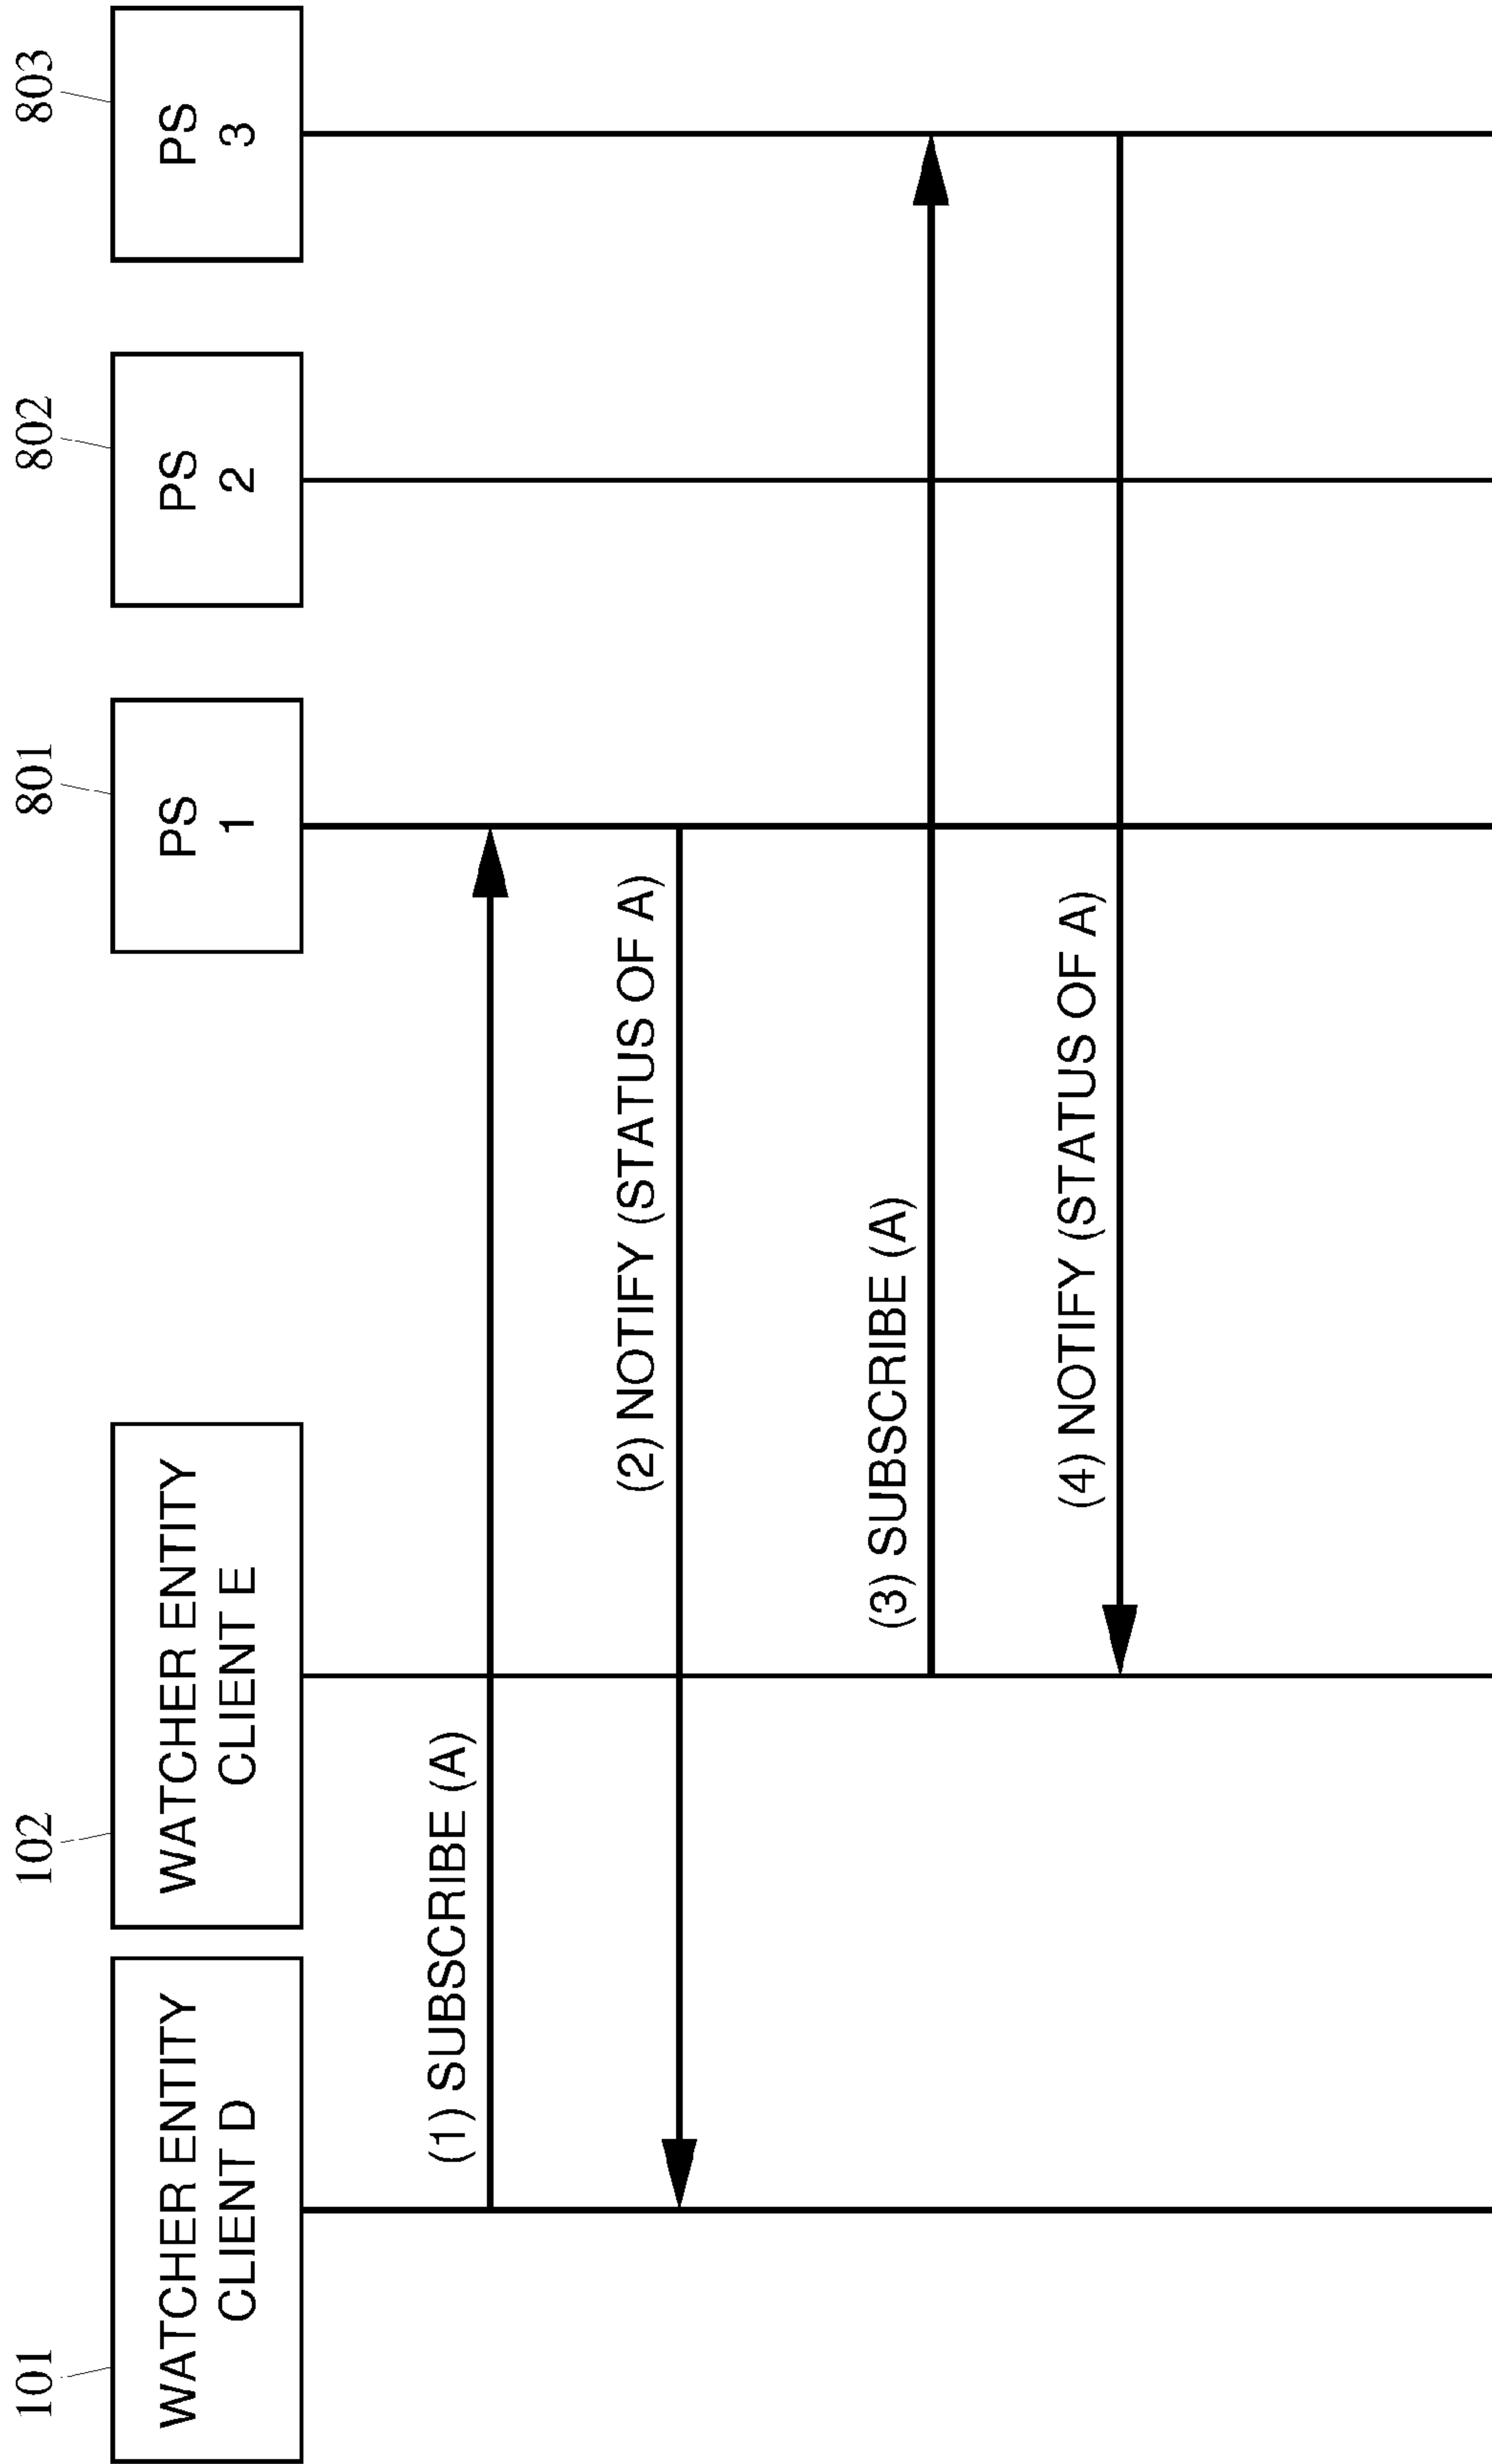 101
102
801
802
803
WATCHER ENTITY
CLIENT D
WATCHER ENTITY
CLIENT E
PS
1
PS
2
PS
3
(1) SUBSCRIBE (A)
(2) NOTIFY (STATUS OF A)
(3) SUBSCRIBE (A)
(4) NOTIFY (STATUS OF A)